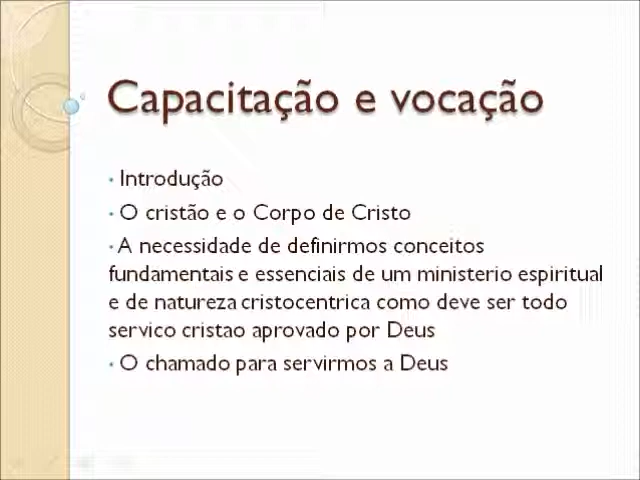 Capacitação e vocação
• Introdução
• O cristão e o Corpo de Cristo
• A necessidade de definirmos conceitos
fundamentais e essenciais de um ministerio espiritual
e de natureza cristocentrica como deve ser todo
servico cristao aprovado por Deus
• O chamado para servirmos a Deus